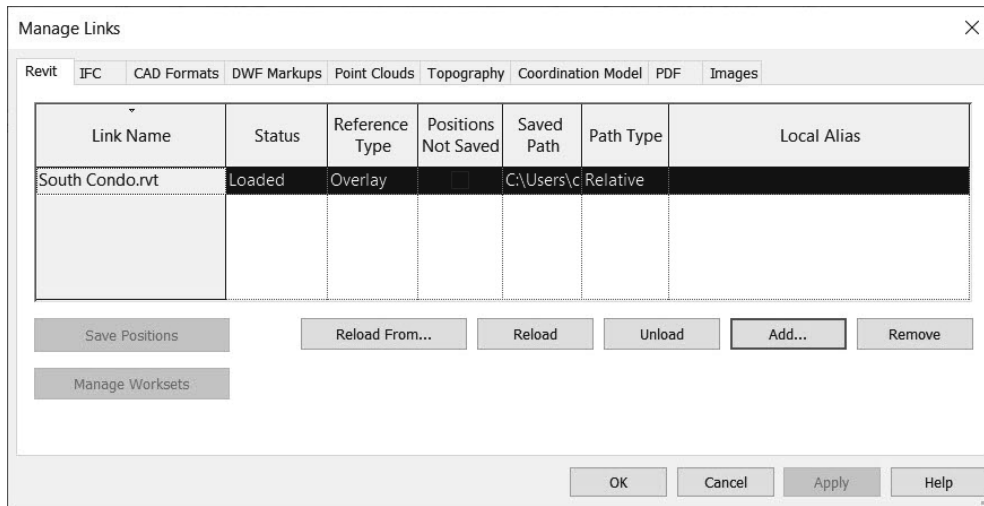 Manage Links
Revit IFC CAD Formats DWF Markups Point Clouds Topography Coordination Model PDF Images
Link Name Status Reference Type Positions Not Saved Saved Path Path Type Local Alias
South Condo.rvt Loaded Overlay C:\Users\c Relative
Save Positions Reload From... Reload Unload Add... Remove
Manage Worksets
OK Cancel Apply Help